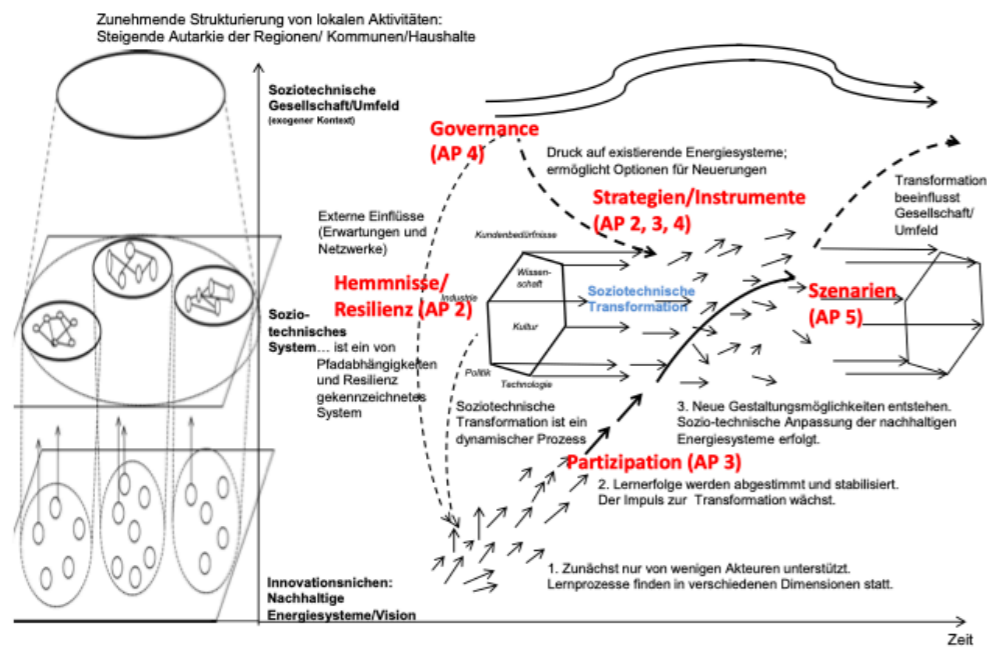 Zunehmende Strukturierung von lokalen Aktivitäten:
Steigende Autarkie der Regionen/ Kommunen/Haushalte
Soziotechnische
Gesellschaft/Umfeld
(exogener Kontext)
Governance
(AP 4)
Druck auf existierende Energiesysteme;
ermöglicht Optionen für Neuerungen
Strategien/Instrumente
(AP 2, 3, 4)
Transformation
beeinflusst
Gesellschaft/
Umfeld
Externe Einflüsse
(Erwartungen und
Netzwerke)
Kundenbedürfnisse
Wissen-
schaft
Hemmnisse/
Resilienz (AP 2)
Industrie
Kultur
Politik
Technologie
Soziotechnische
Transformation
Szenarien
(AP 5)
Sozio-
technisches
System... ist ein von
Pfadabhängigkeiten
und Resilienz
gekennzeichnetes
System
Soziotechnische
Transformation ist ein
dynamischer Prozess
3. Neue Gestaltungsmöglichkeiten entstehen.
Sozio-technische Anpassung der nachhaltigen
Energiesysteme erfolgt.
Partizipation (AP 3)
2. Lernerfolge werden abgestimmt und stabilisiert.
Der Impuls zur Transformation wächst.
1. Zunächst nur von wenigen Akteuren unterstützt.
Lernprozesse finden in verschiedenen Dimensionen statt.
Innovationsnichen:
Nachhaltige
Energiesysteme/Vision
Zeit